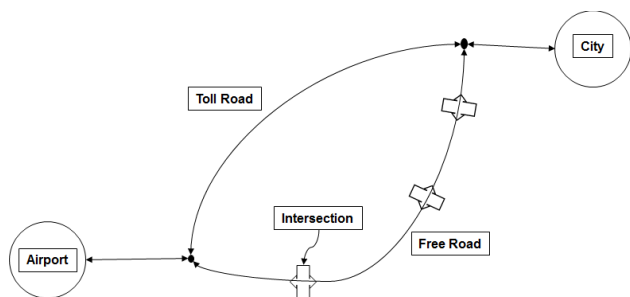 City
Toll Road
Intersection
Free Road
Airport